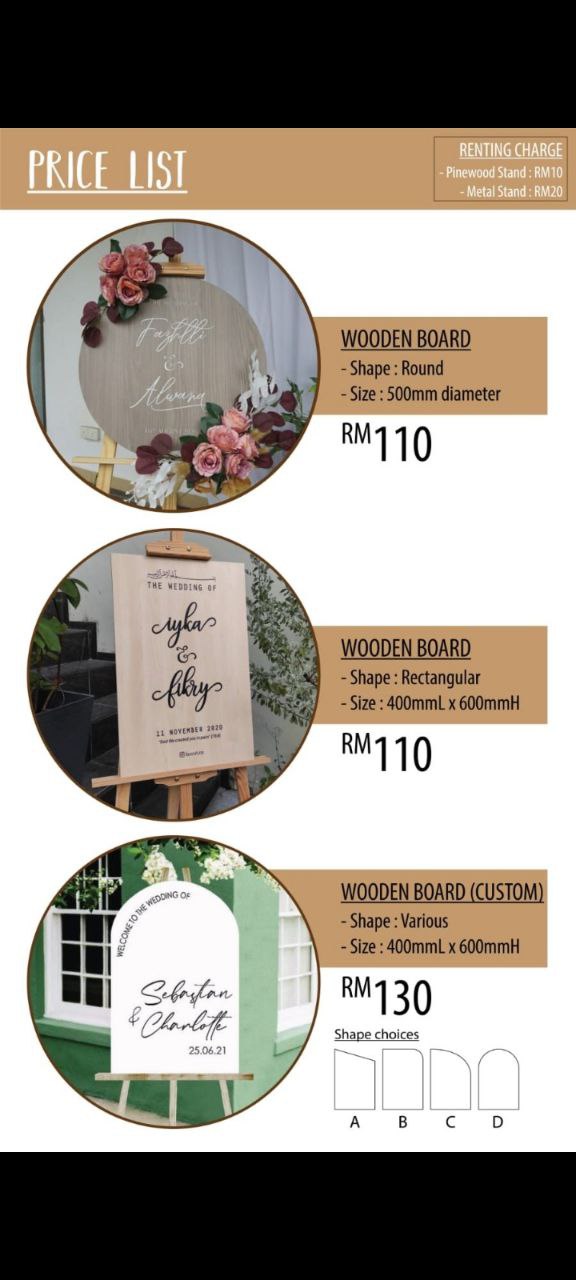 PRICE LIST
RENTING CHARGE
- Pinewood Stand : RM10
- Metal Stand : RM20
&
Alwana
WOODEN BOARD
- Shape : Round
- Size : 500mm diameter
RM110
THE WEDDING OF
ayka
&
fikry
11 NOVEMBER 2020
WOODEN BOARD
- Shape : Rectangular
- Size : 400mmL x 600mmH
RM110
WELCOME TO THE WEDDING OF
Sebastian
& Charlotte
25.06.21
WOODEN BOARD (CUSTOM)
- Shape : Various
- Size : 400mmL x 600mmH
RM130
Shape choices
A B C D